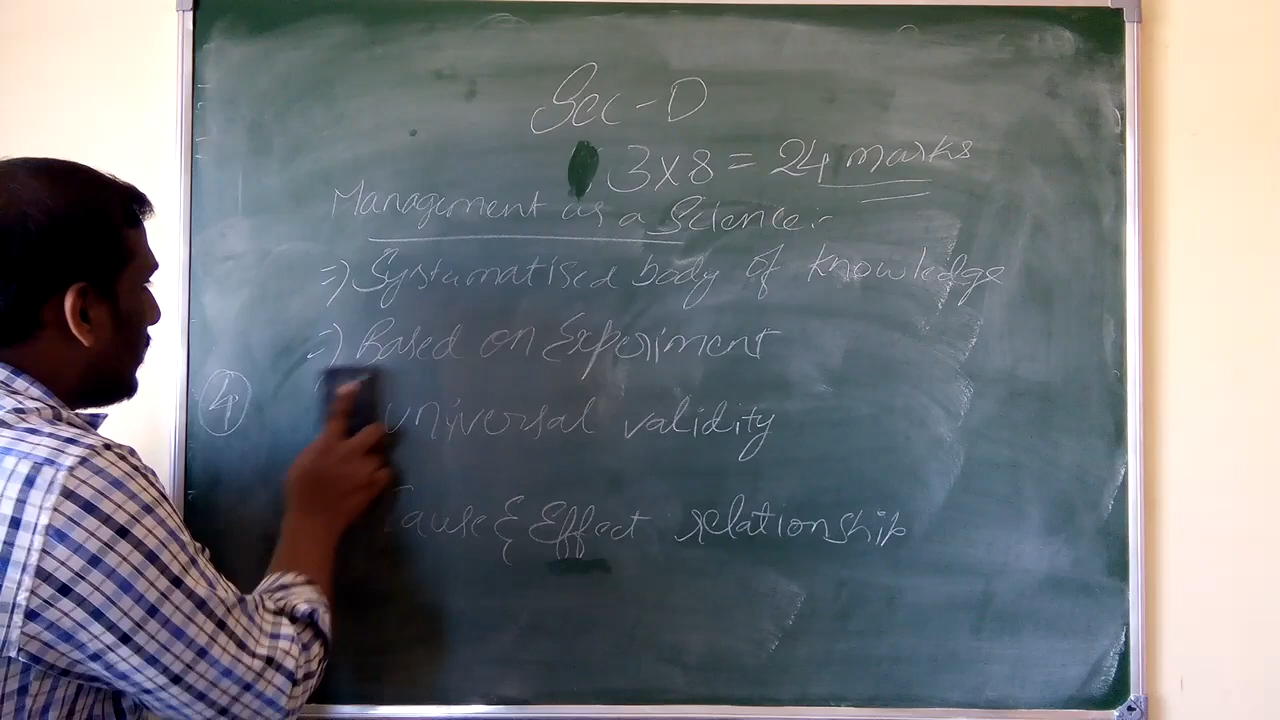 Sec-D
3x8=24 marks
Management as a Science:-
=) Systematised body of knowledge
=) Based on Experiment
4
universal validity
Cause & Effect relationship